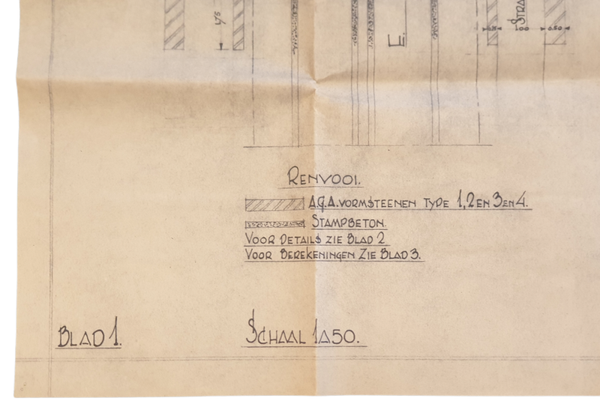 E.
RENVOOI.
A.G.A. VORMSTEENEN TYPE 1, 2 EN 3 EN 4.
STAMPBETON.
VOOR DETAILS ZIE BLAD 2
VOOR BEREKENINGEN ZIE BLAD 3.
BLAD 1.
SCHAAL 1A50.